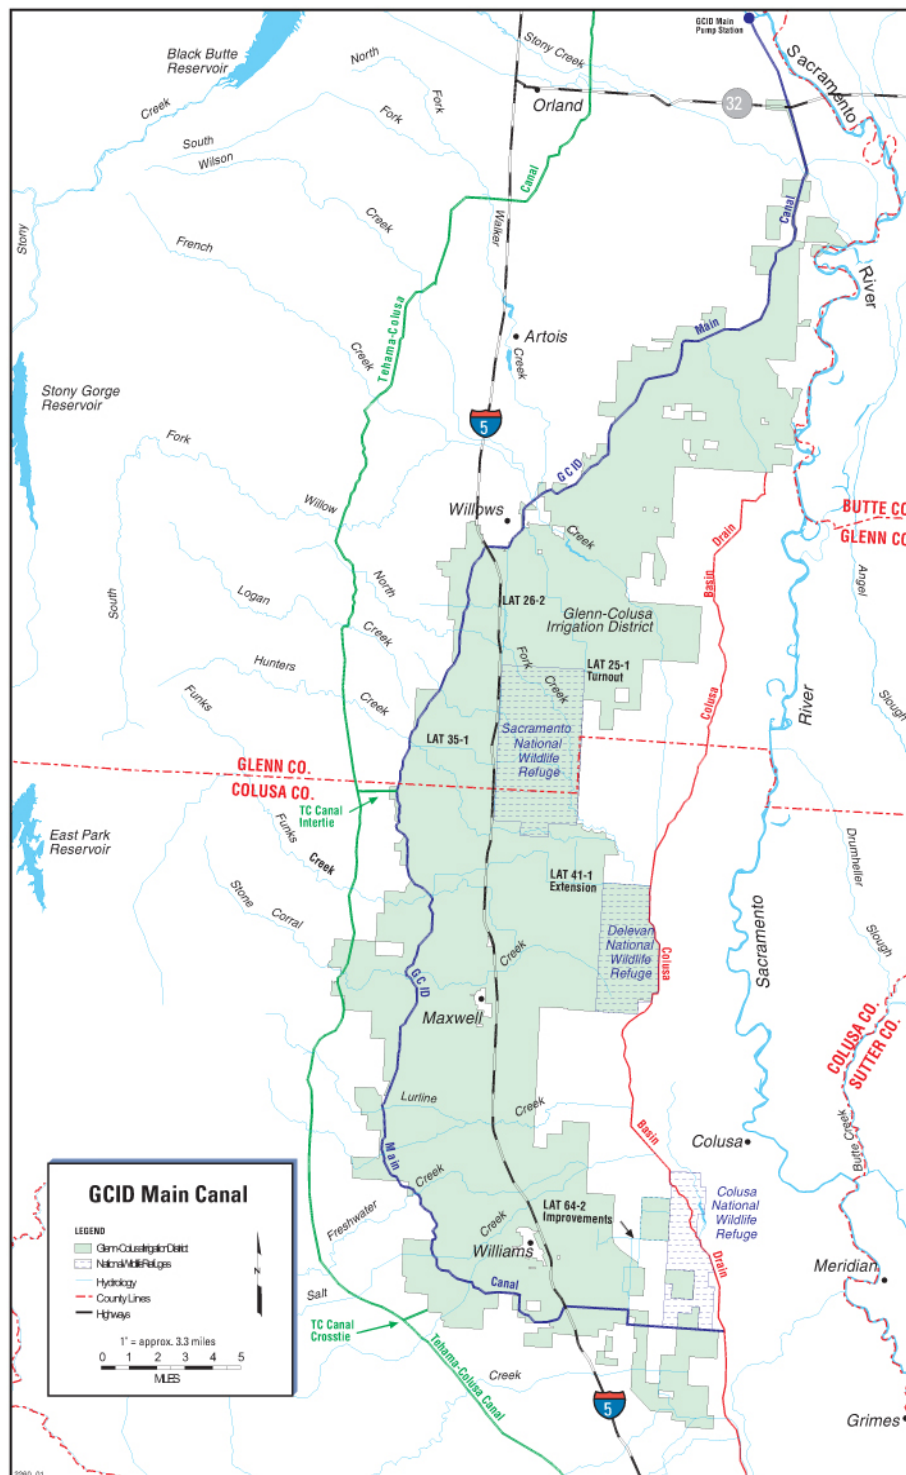 GCID Main
Pump Station
Black Butte
Reservoir
North
Fork
Stony Creek
Sacramento
32
Orland
Creek
South
Fork
Wilson
Canal
Walker
Canal
Stony
Creek
French
River
Tehama-Colusa
Main
Artois
Creek
Creek
Stony Gorge
Reservoir
5
Fork
GCID
Willow
Willows
BUTTE CO.
GLENN CO.
Creek
Drain
Basin
Angel
North
LAT 26-2
Logan
South
Glenn-Colusa
Irrigation District
Creek
Fork
Creek
LAT 25-1
Turnout
Hunters
Funks
Creek
Colusa
River
Slough
Sacramento
National
Wildlife
Refuge
LAT 35-1
GLENN CO.
COLUSA CO.
TC Canal
Intertie
East Park
Reservoir
Funks
Creek
Drumheller
LAT 41-1
Extension
Stone
Corral
Delevan
National
Wildlife
Refuge
Creek
Colusa
Sacramento
Slough
GCID
Maxwell
COLUSA CO.
SUTTER CO.
Lurline
Creek
Basin
Colusa
Butte Creek
Main
Creek
Freshwater
Creek
LAT 64-2
Improvements
Colusa
National
Wildlife
Refuge
Williams
Drain
Meridian
Canal
Salt
TC Canal
Crosstie
Tehama-Colusa Canal
Creek
5
Grimes
GCID Main Canal
LEGEND
Glenn-Colusa Irrigation District
National Wildlife Refuges
Hydrology
County Lines
Highways
N
1" = approx. 3.3 miles
0 1 2 3 4 5
MILES